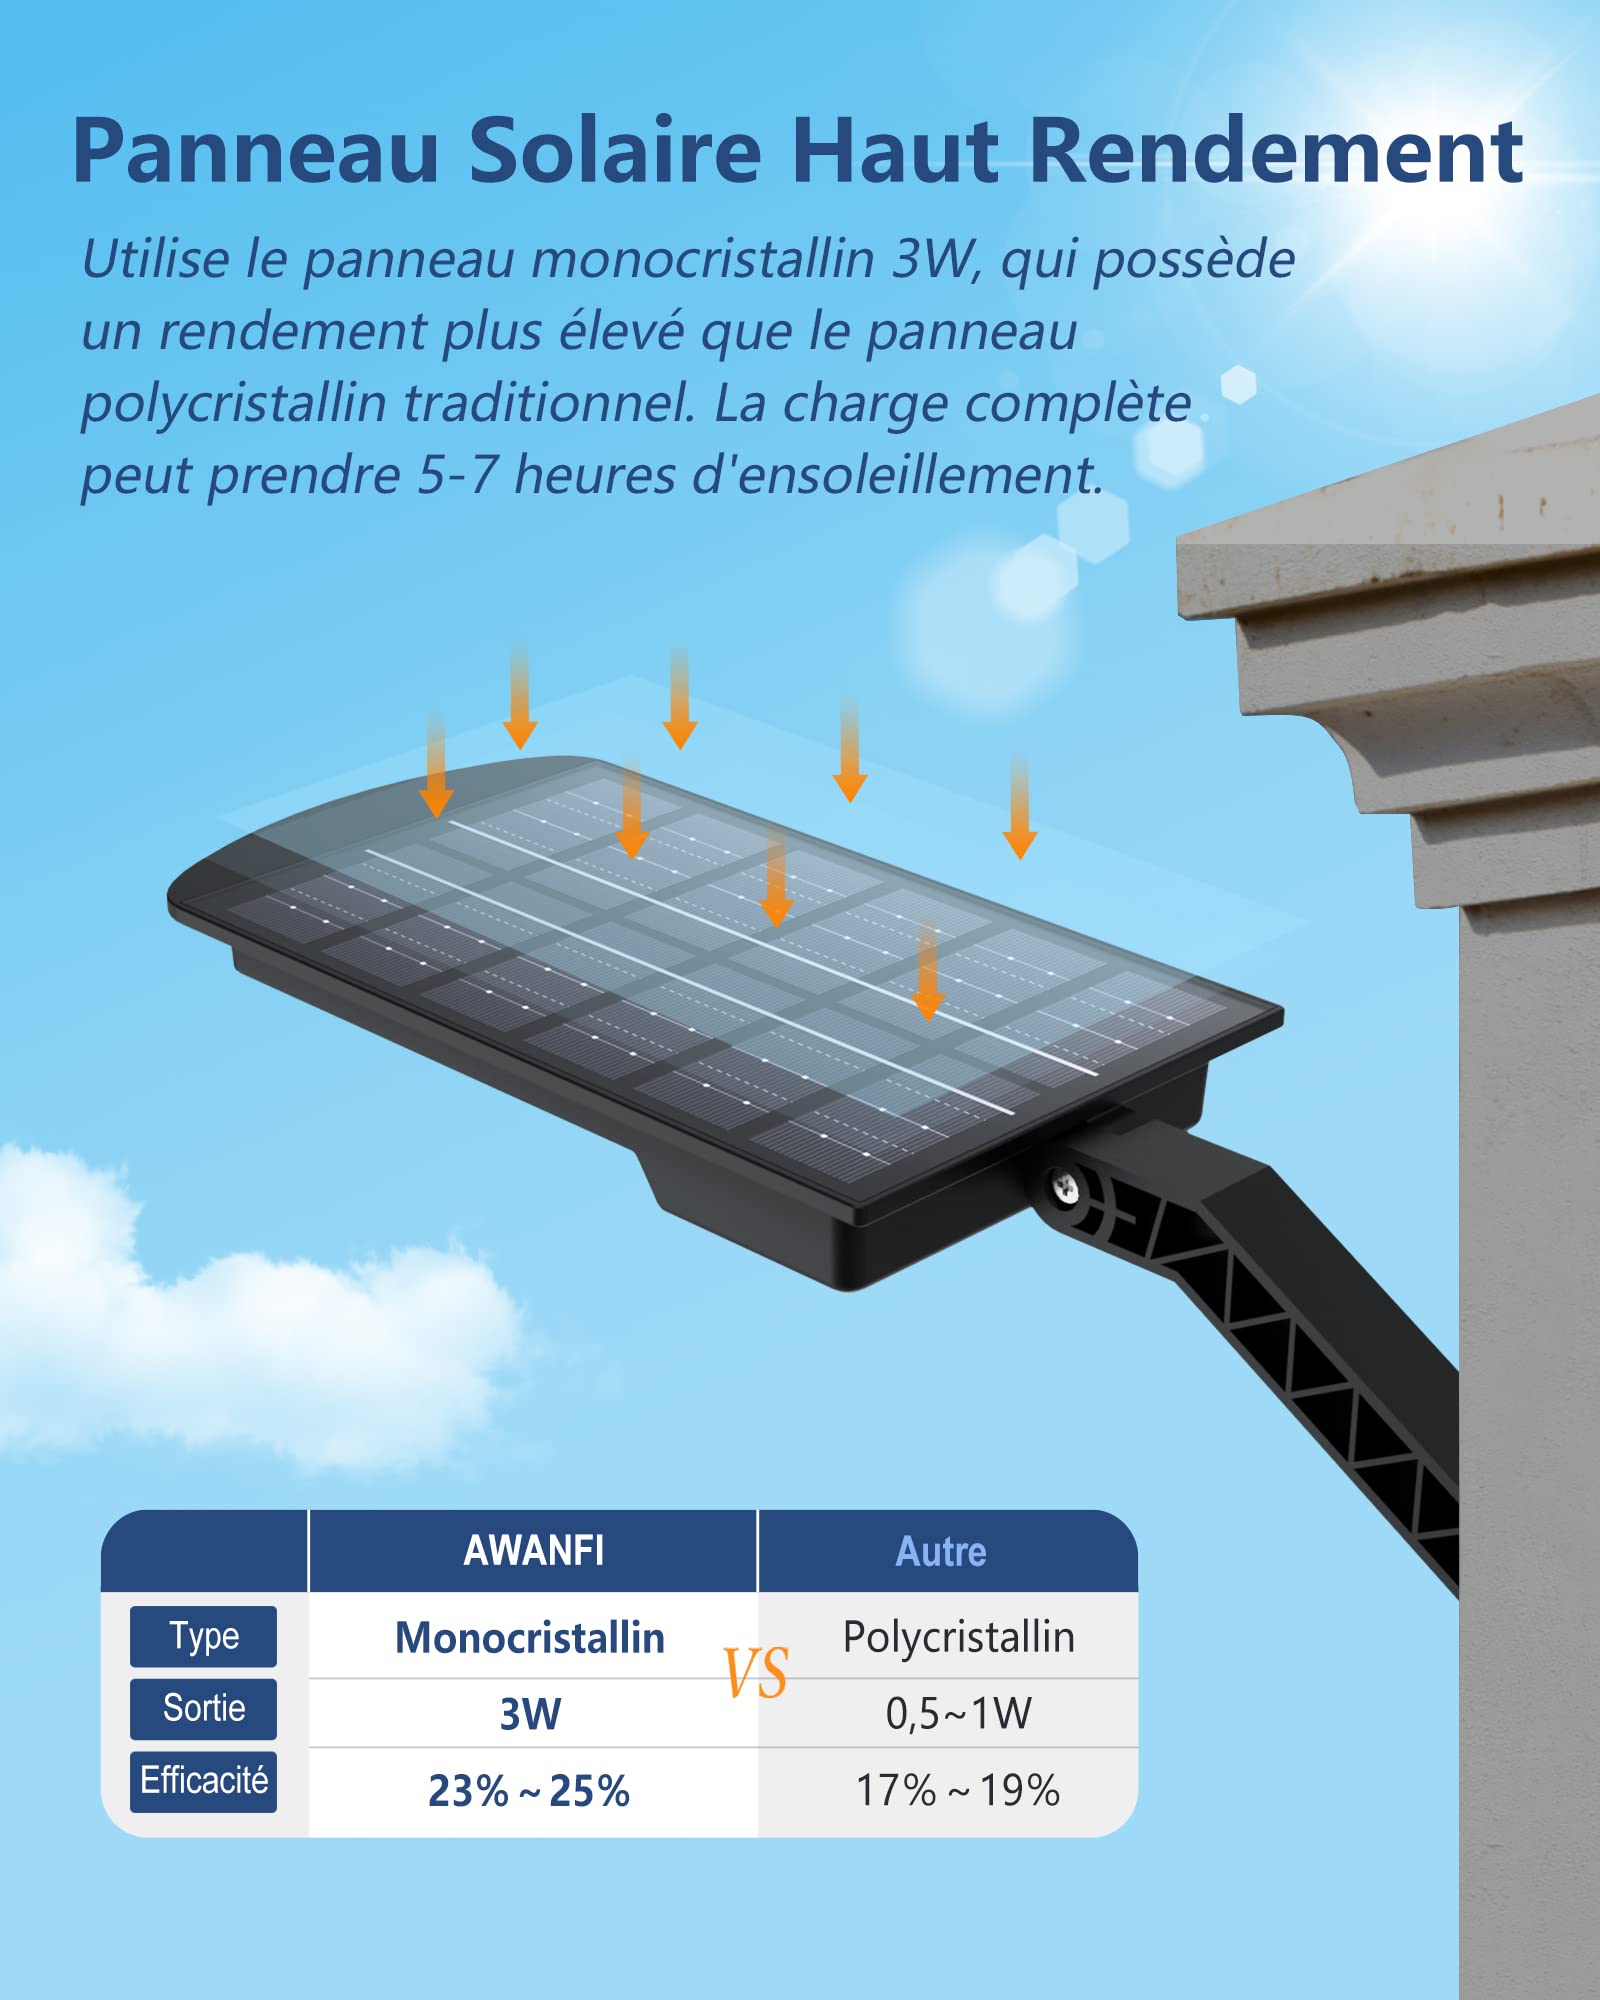 Panneau Solaire Haut Rendement
Utilise le panneau monocristallin 3W, qui possède
un rendement plus élevé que le panneau
polycristallin traditionnel. La charge complète
peut prendre 5-7 heures d'ensoleillement.
AWANFI Autre
Type Monocristallin VS Polycristallin
Sortie 3W 0,5~1W
Efficacité 23% ~ 25% 17% ~ 19%